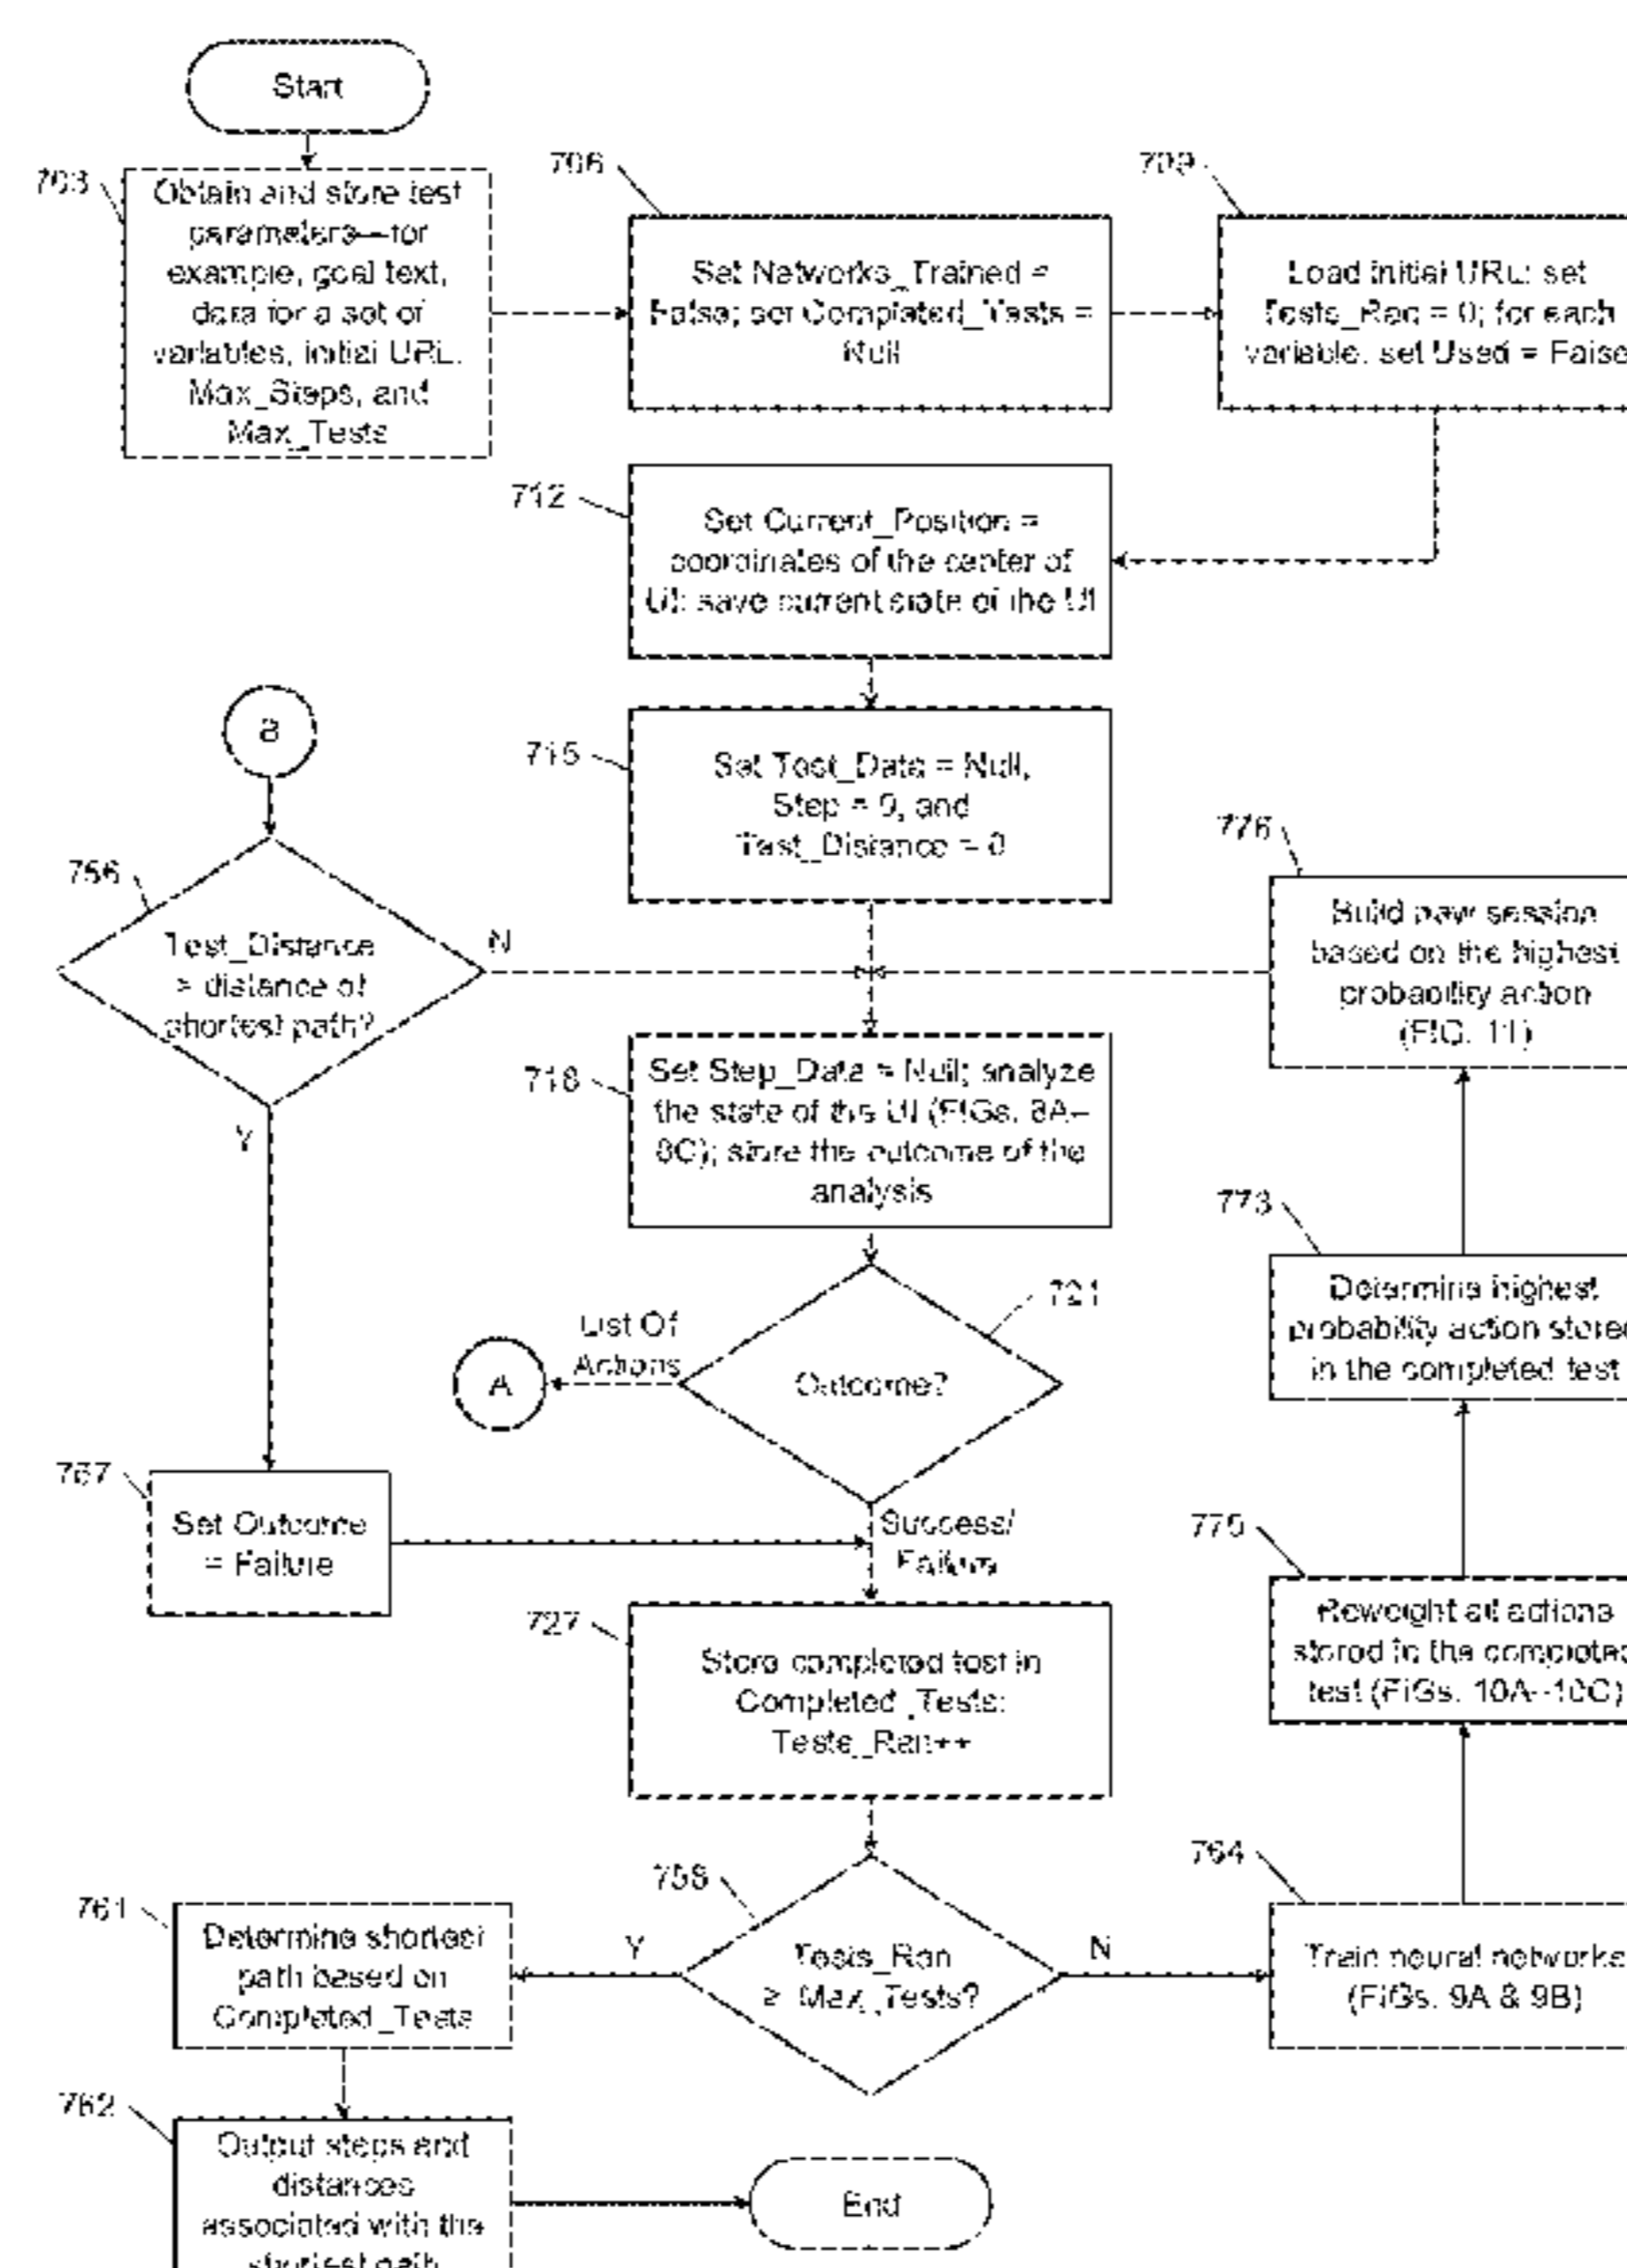 Start
703
Obtain and store test
parameters—for
example, goal text,
data for a set of
variables, initial URL,
Max_Steps, and
Max_Tests
706
Set Networks_Trained =
False; set Completed_Tests =
Null
709
Load initial URL; set
Tests_Ran = 0; for each
variable, set Used = False
712
Set Current_Position =
coordinates of the center of
UI; save current state of the UI
B
715
Set Test_Data = Null,
Step = 0, and
Test_Distance = 0
756
Test_Distance
> distance of
shortest path?
N
Y
776
Build new session
based on the highest
probability action
(FIG. 11)
718
Set Step_Data = Null; analyze
the state of the UI (FIGs. 8A–
8C); store the outcome of the
analysis
721
Outcome?
List Of
Actions
A
773
Determine highest
probability action stored
in the completed test
767
Set Outcome
= Failure
Success/
Failure
770
Reweight all actions
stored in the completed
test (FIGs. 10A–10C)
727
Store completed test in
Completed_Tests;
Tests_Ran++
758
Tests_Ran
≥ Max_Tests?
Y
N
764
Train neural networks
(FIGs. 9A & 9B)
761
Determine shortest
path based on
Completed_Tests
762
Output steps and
distances
associated with the
shortest path
End